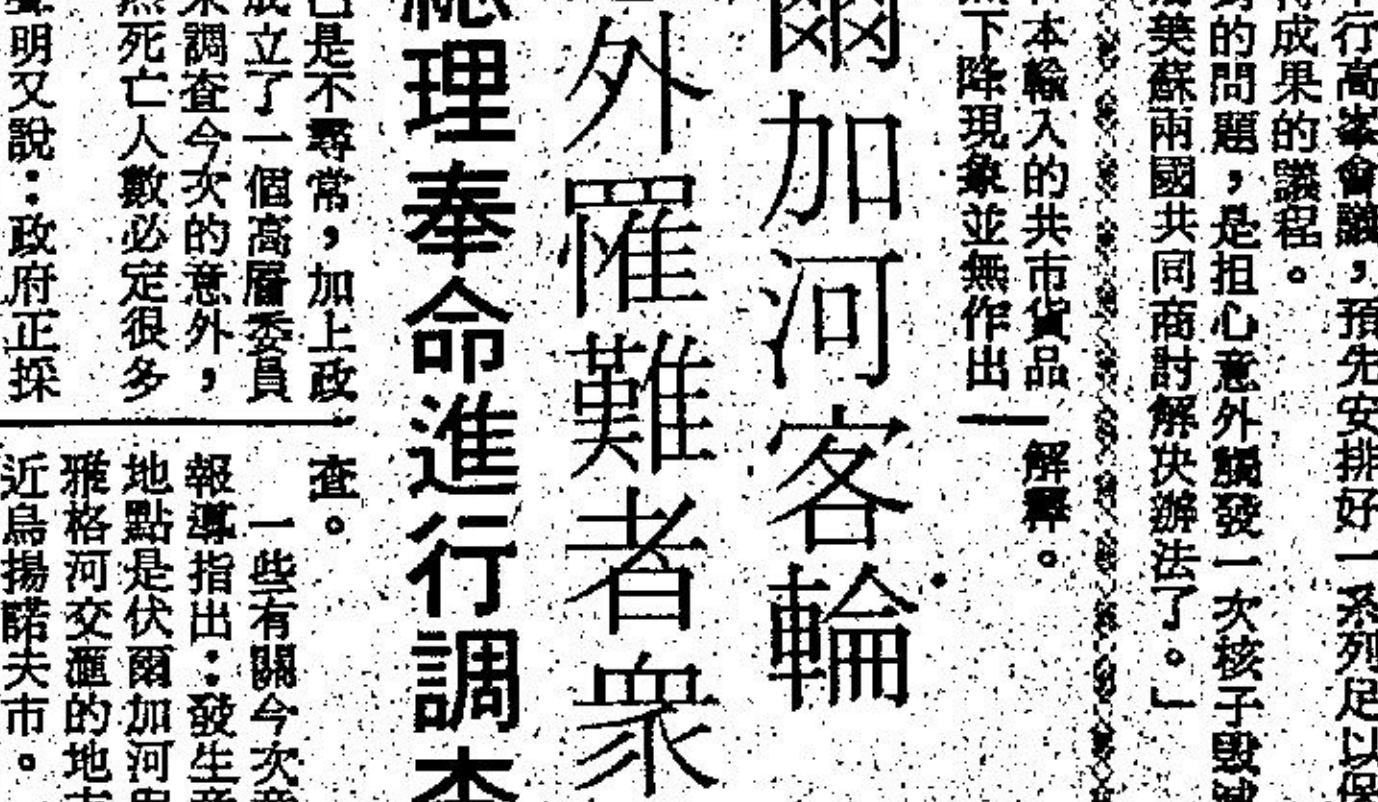 行高峯會議，預先安排好一系列足以保
得成果的議程。
的問題，是担心意外觸發一次核子毀滅
美蘇兩國共同商討解决辦法了。」
本輸入的共市貨品
下降現象並無作出
解釋。
爾加河客輪
外罹難者衆
總理奉命進行調查
是不尋常，加上政
成立了一個高層委員
來調查今次的意外，
然死亡人數必定很多
聲明又說：政府正採
查。
一些有關今次意
報導指出：發生意
地點是伏爾加河
雅格河交滙的地
近烏揚諾夫市。